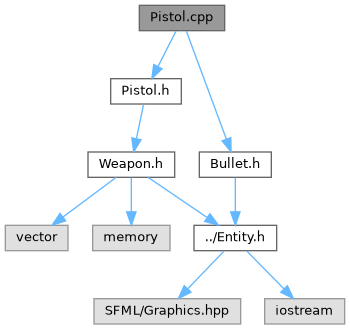 Pistol.cpp
Pistol.h
Weapon.h
Bullet.h
vector
memory
../Entity.h
SFML/Graphics.hpp
iostream